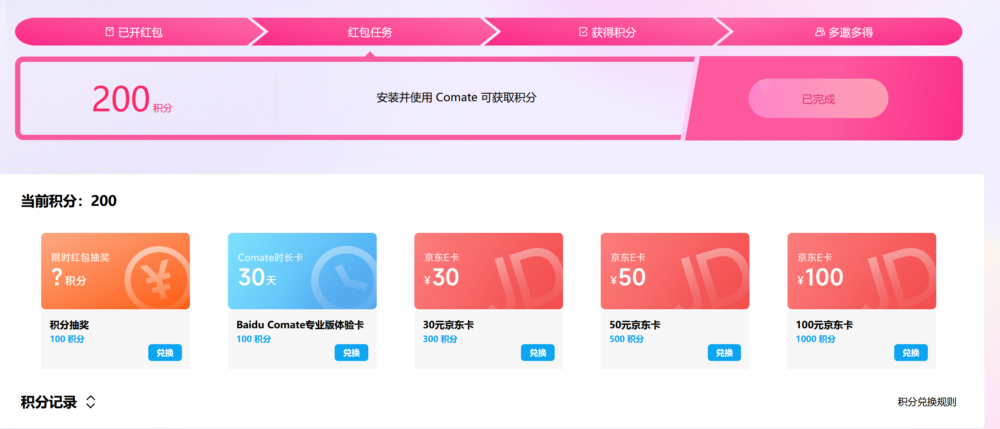 已开红包
红包任务
获得积分
多邀多得
200 积分
安装并使用 Comate 可获取积分
已完成
当前积分：200
限时红包抽奖
? 积分
积分抽奖
100 积分
兑换
Comate时长卡
30 天
Baidu Comate专业版体验卡
100 积分
兑换
京东E卡
¥30
30元京东卡
300 积分
兑换
京东E卡
¥50
50元京东卡
500 积分
兑换
京东E卡
¥100
100元京东卡
1000 积分
兑换
积分记录
积分兑换规则